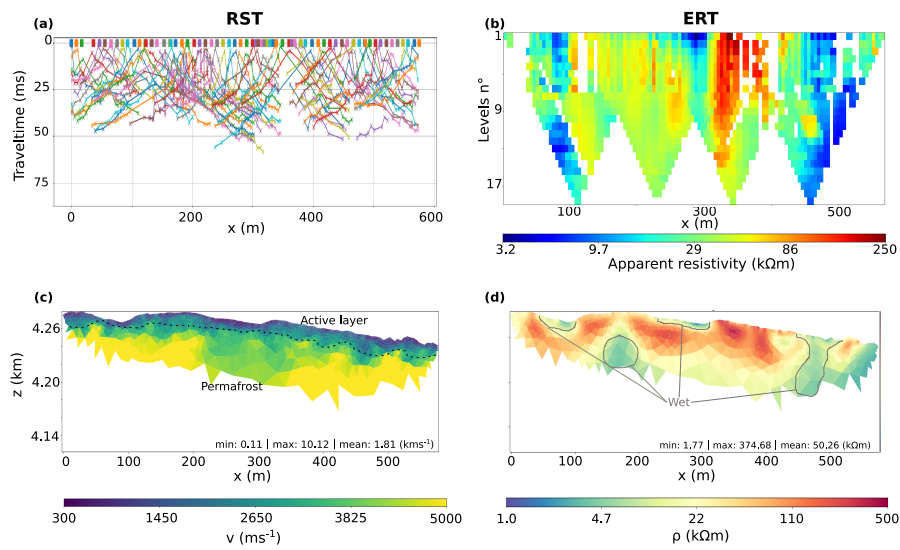 RST
ERT
(a)
(b)
0
25
50
75
Traveltime (ms)
0
200
400
600
x (m)
1
9
17
Levels n°
100
300
500
x (m)
3.2
9.7
29
86
250
Apparent resistivity (kΩm)
(c)
(d)
4.26
4.20
4.14
z (km)
Active layer
Permafrost
min: 0.11 | max: 10.12 | mean: 1.81 (kms⁻¹)
0
100
200
300
400
500
x (m)
300
1450
2650
3825
5000
v (ms⁻¹)
Wet
min: 1.77 | max: 374.68 | mean: 50.26 (kΩm)
0
100
200
300
400
500
x (m)
1.0
4.7
22
110
500
ρ (kΩm)